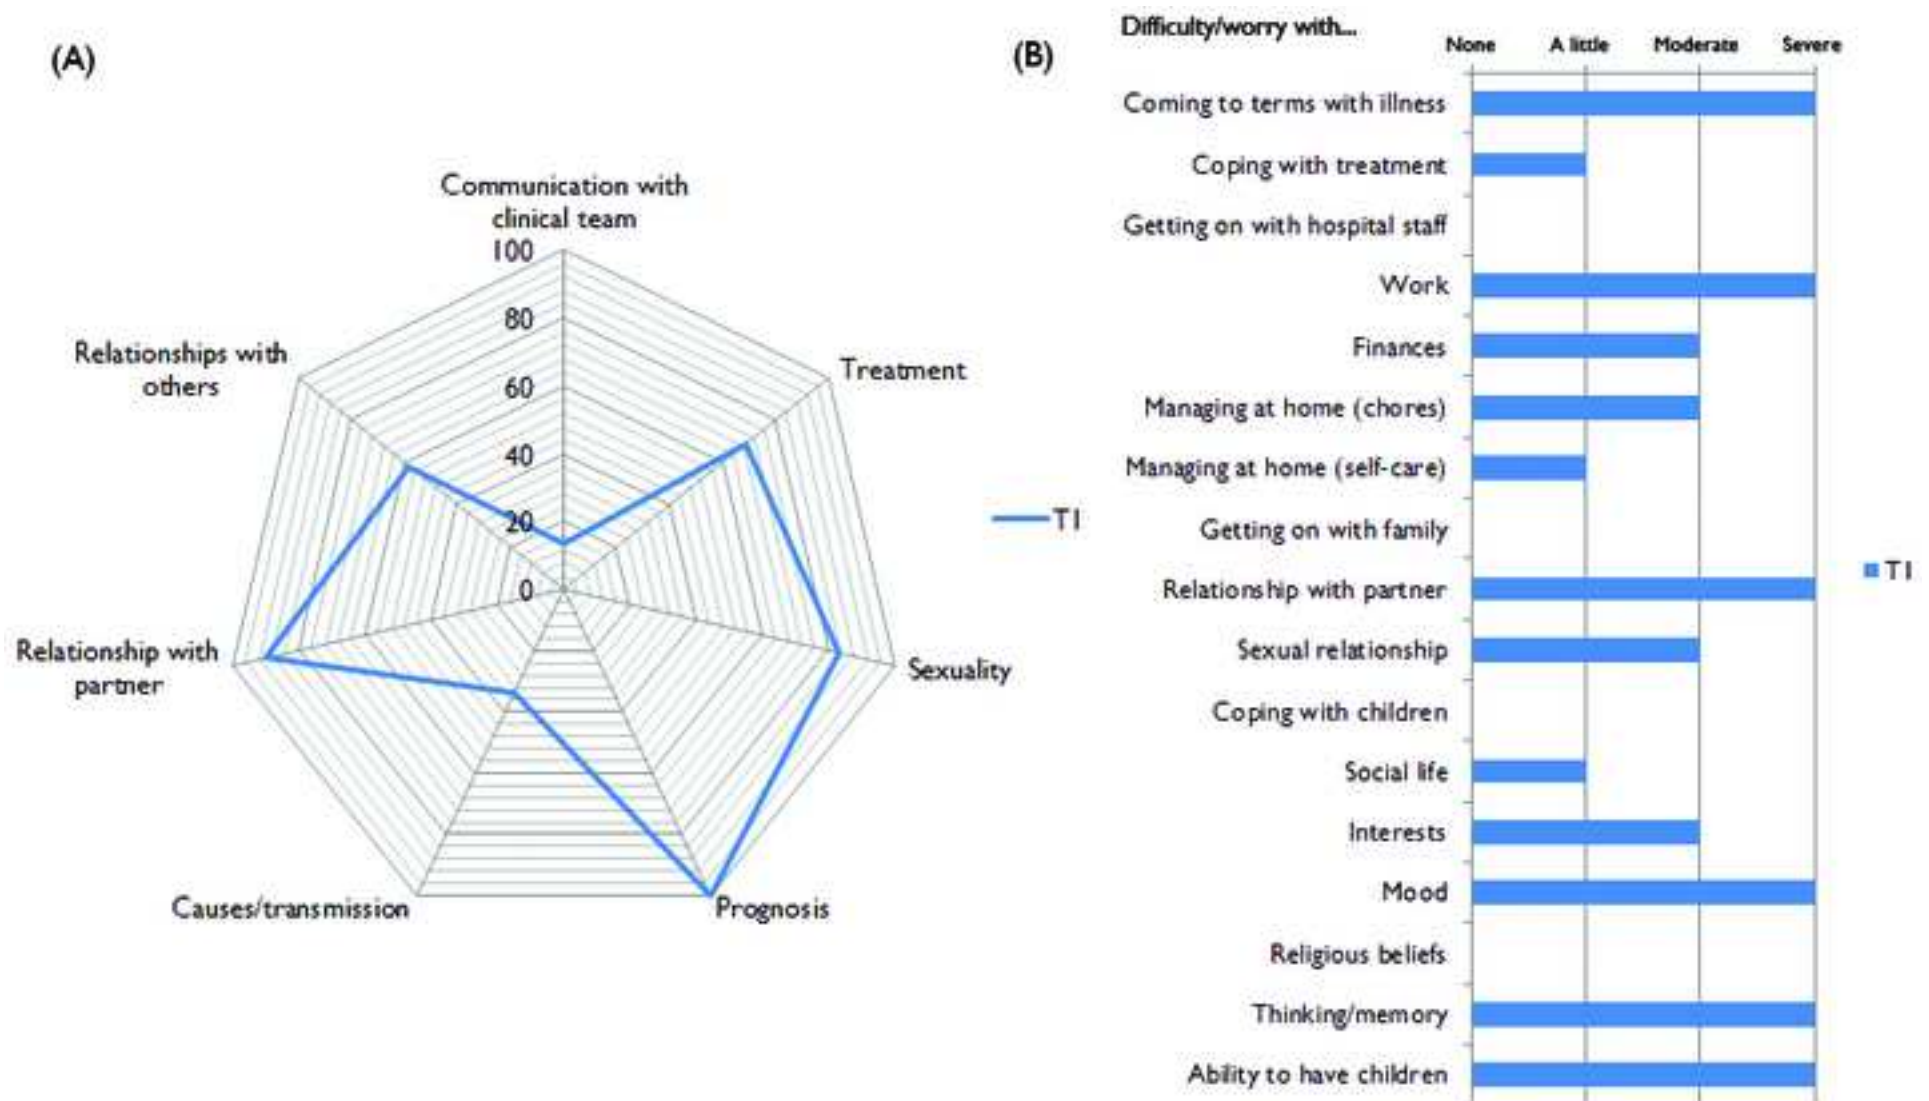 (A)
Communication with
clinical team
100
80
60
40
20
0
Treatment
Sexuality
Prognosis
Causes/transmission
Relationship with
partner
Relationships with
others
T1
(B)
Difficulty/worry with...
None A little Moderate Severe
Coming to terms with illness
Coping with treatment
Getting on with hospital staff
Work
Finances
Managing at home (chores)
Managing at home (self-care)
Getting on with family
Relationship with partner
Sexual relationship
Coping with children
Social life
Interests
Mood
Religious beliefs
Thinking/memory
Ability to have children
T1